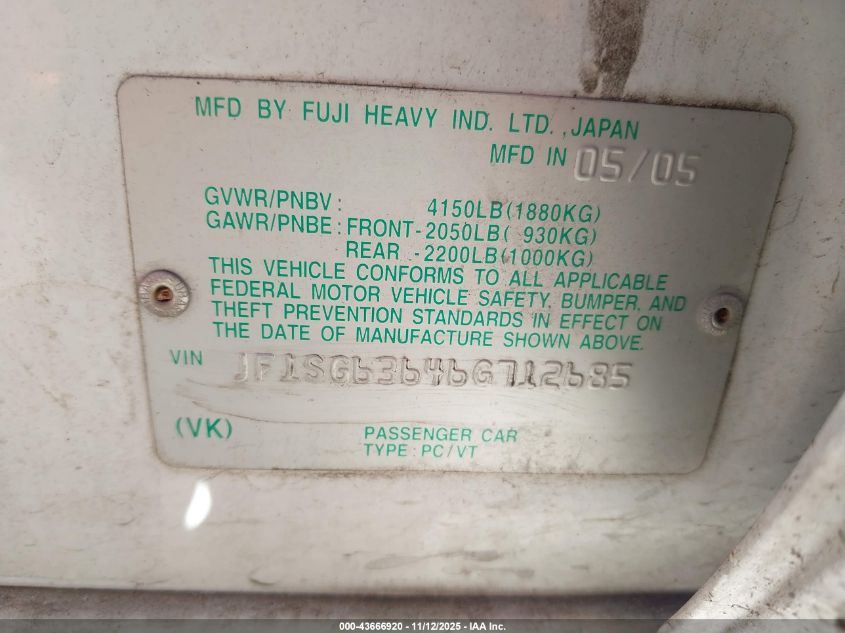 MFD BY FUJI HEAVY IND. LTD., JAPAN
MFD IN 05/05
GVWR/PNBV: 4150LB(1880KG)
GAWR/PNBE: FRONT-2050LB( 930KG)
REAR -2200LB(1000KG)
THIS VEHICLE CONFORMS TO ALL APPLICABLE
FEDERAL MOTOR VEHICLE SAFETY, BUMPER, AND
THEFT PREVENTION STANDARDS IN EFFECT ON
THE DATE OF MANUFACTURE SHOWN ABOVE.
VIN JF1SG63646G712685
(VK) PASSENGER CAR
TYPE: PC/VT
000-43666920 - 11/12/2025 - IAA Inc.